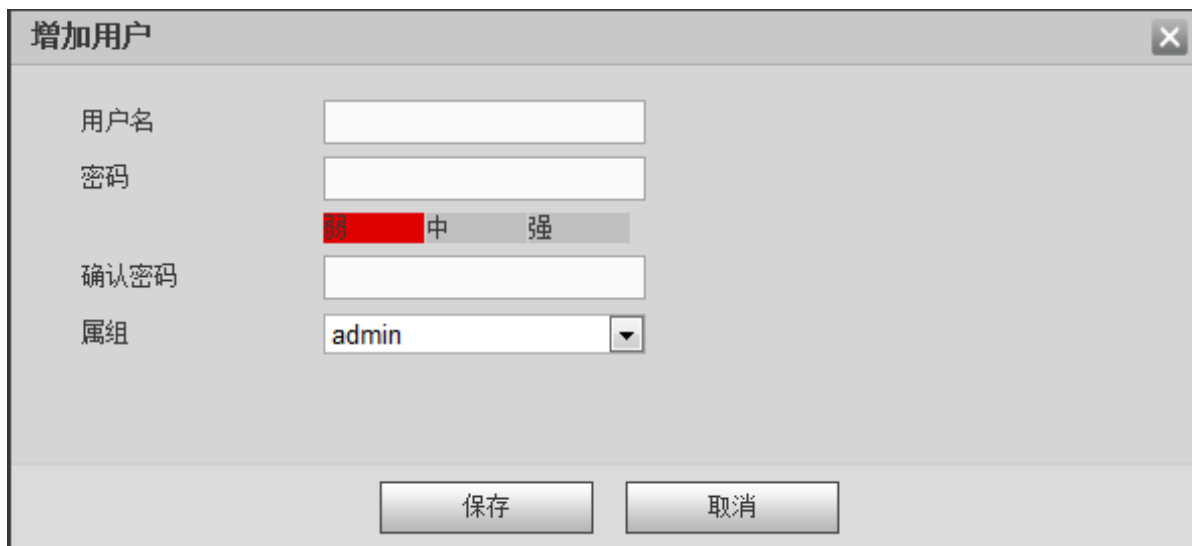 增加用户
用户名
密码
弱 中 强
确认密码
属组 admin
保存 取消